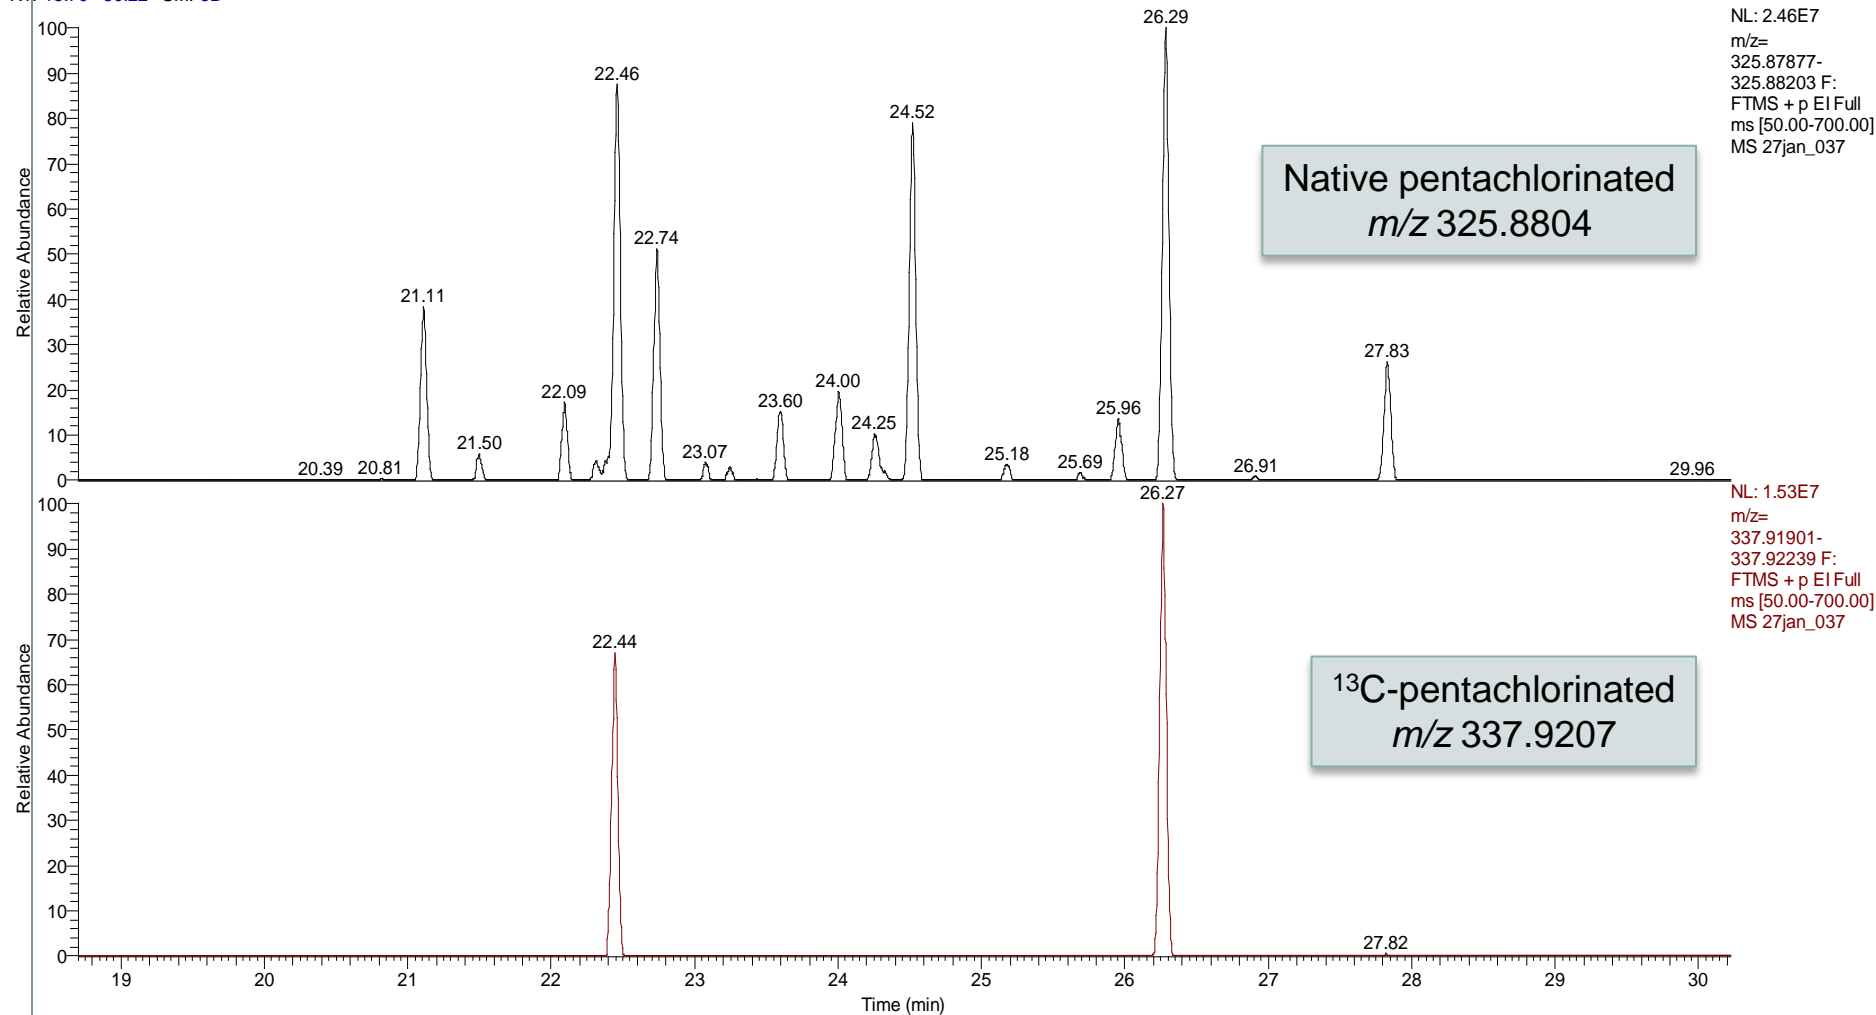 26.29
100
90
80
70
60
50
40
30
20
10
0
Relative Abundance
22.46
24.52
22.74
21.11
27.83
22.09
24.00
23.60
25.96
24.25
21.50
23.07
25.18
25.69
20.39
20.81
26.91
29.96
NL: 2.46E7
m/z=
325.87877-
325.88203 F:
FTMS + p EI Full
ms [50.00-700.00]
MS 27jan_037
Native pentachlorinated
m/z 325.8804
26.27
100
90
80
70
60
50
40
30
20
10
0
Relative Abundance
22.44
27.82
NL: 1.53E7
m/z=
337.91901-
337.92239 F:
FTMS + p EI Full
ms [50.00-700.00]
MS 27jan_037
¹³C-pentachlorinated
m/z 337.9207
19 20 21 22 23 24 25 26 27 28 29 30
Time (min)